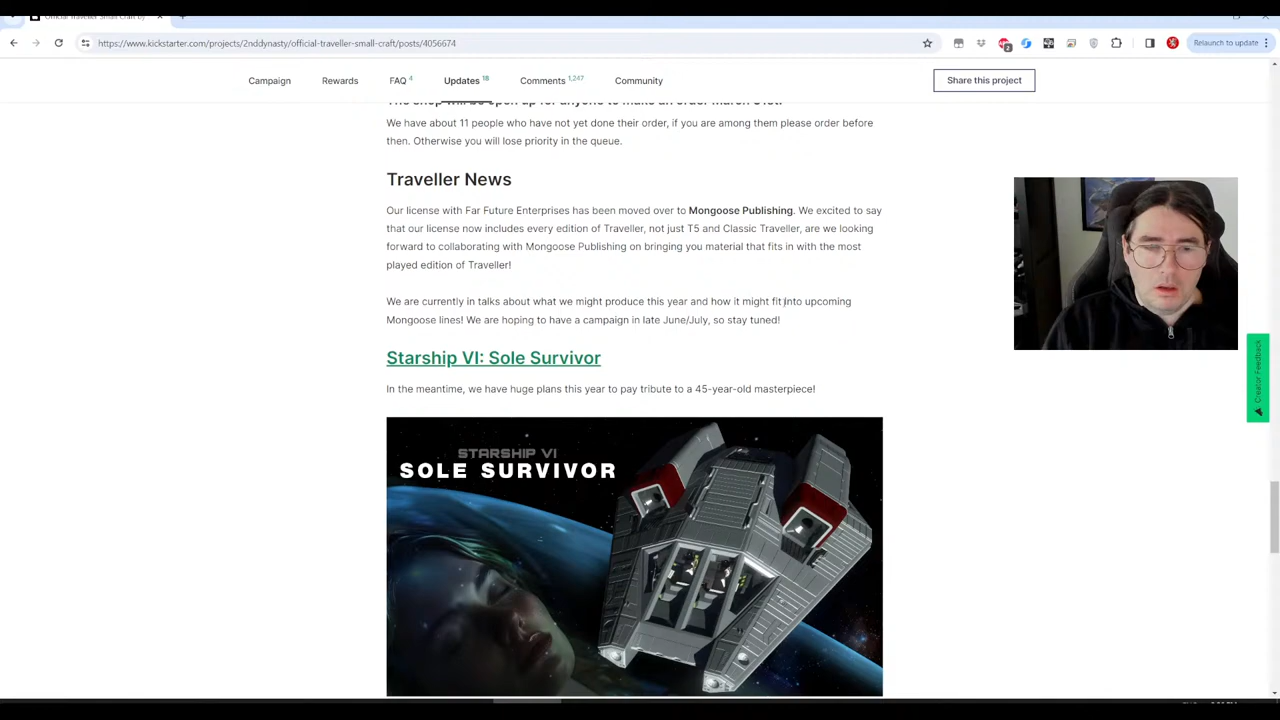 https://www.kickstarter.com/projects/2nddynasty/official-traveller-small-craft/posts/4056674
2
Relaunch to update
Campaign
Rewards
FAQ 4
Updates 18
Comments 1,247
Community
Share this project
The shop will be open up for anyone to make an order March 31st!
We have about 11 people who have not yet done their order, if you are among them please order before
then. Otherwise you will lose priority in the queue.
Traveller News
Our license with Far Future Enterprises has been moved over to Mongoose Publishing. We excited to say
that our license now includes every edition of Traveller, not just T5 and Classic Traveller, are we looking
forward to collaborating with Mongoose Publishing on bringing you material that fits in with the most
played edition of Traveller!
We are currently in talks about what we might produce this year and how it might fit into upcoming
Mongoose lines! We are hoping to have a campaign in late June/July, so stay tuned!
Starship VI: Sole Survivor
In the meantime, we have huge plans this year to pay tribute to a 45-year-old masterpiece!
STARSHIP VI
SOLE SURVIVOR
Creator Feedback